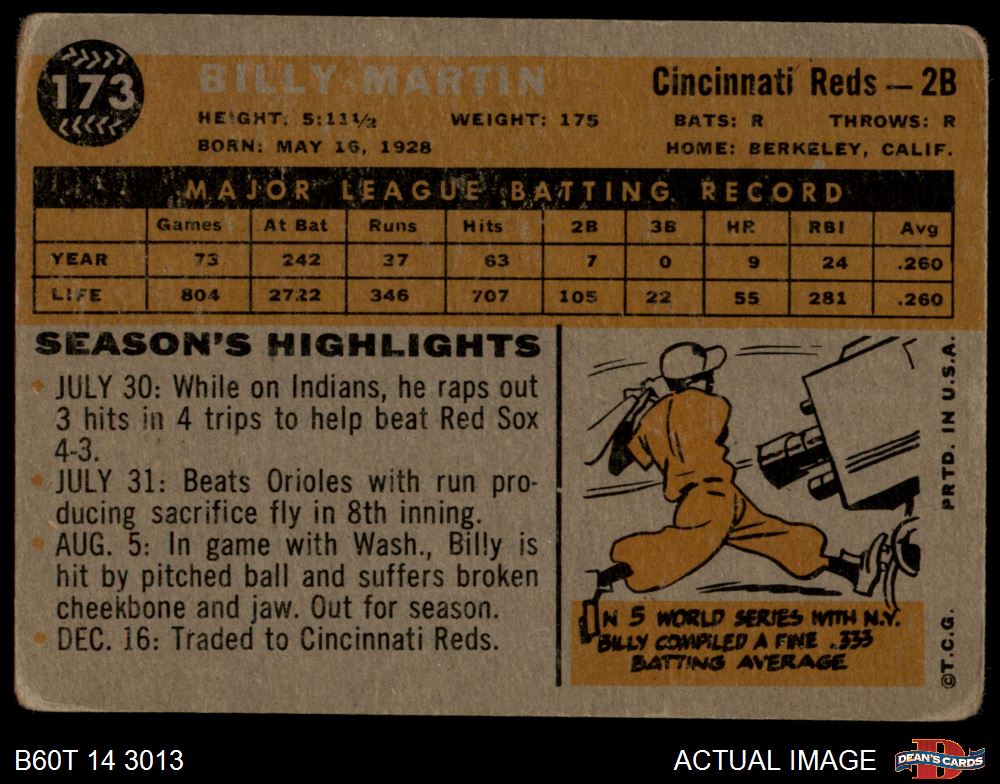 173
BILLY MARTIN
Cincinnati Reds — 2B
HEIGHT: 5:11½ WEIGHT: 175 BATS: R THROWS: R
BORN: MAY 16, 1928 HOME: BERKELEY, CALIF.
MAJOR LEAGUE BATTING RECORD
Games At Bat Runs Hits 2B 3B HR RBI Avg
YEAR 73 242 37 63 7 0 9 24 .260
LIFE 804 2722 346 707 105 22 55 281 .260
SEASON'S HIGHLIGHTS
• JULY 30: While on Indians, he raps out
3 hits in 4 trips to help beat Red Sox
4-3.
• JULY 31: Beats Orioles with run pro-
ducing sacrifice fly in 8th inning.
• AUG. 5: In game with Wash., Billy is
hit by pitched ball and suffers broken
cheekbone and jaw. Out for season.
• DEC. 16: Traded to Cincinnati Reds.
IN 5 WORLD SERIES WITH N.Y.
BILLY COMPILED A FINE .333
BATTING AVERAGE
©T.C.G. PRTD. IN U.S.A.
B60T 14 3013
ACTUAL IMAGE
DEAN'S CARDS